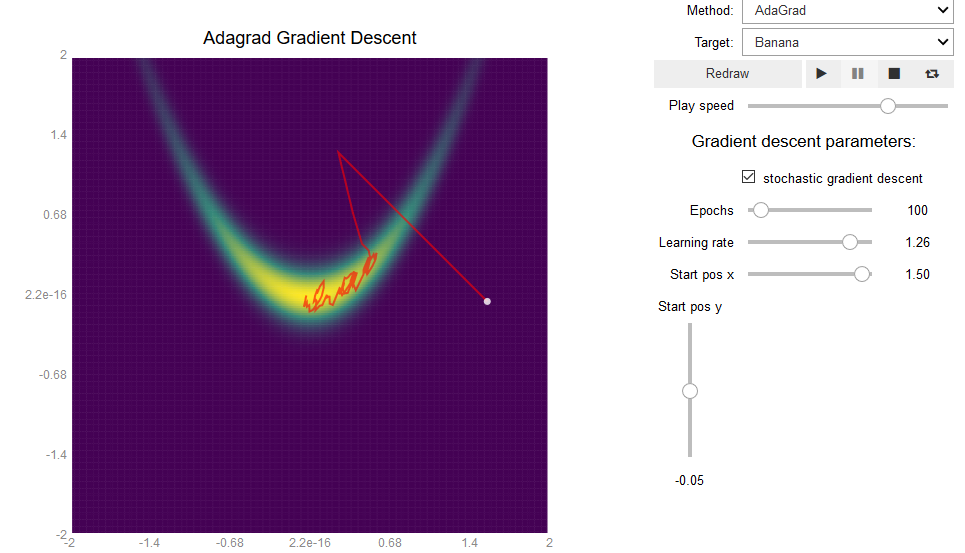 Adagrad Gradient Descent
2
1.4
0.68
2.2e-16
-0.68
-1.4
-2
-2
-1.4
-0.68
2.2e-16
0.68
1.4
2
Method: AdaGrad
Target: Banana
Redraw
Play speed
Gradient descent parameters:
stochastic gradient descent
Epochs 100
Learning rate 1.26
Start pos x 1.50
Start pos y
-0.05